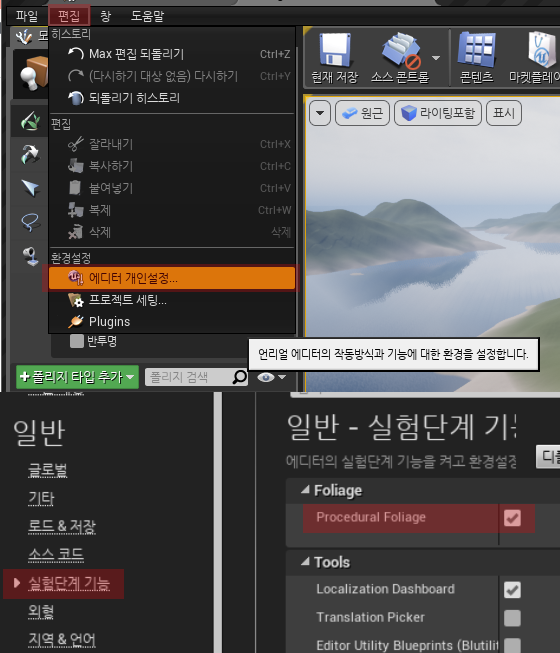 파일 편집 창 도움말
히스토리
Max 편집 되돌리기 Ctrl+Z
(다시하기 대상 없음) 다시하기 Ctrl+Y
되돌리기 히스토리
편집
잘라내기 Ctrl+X
복사하기 Ctrl+C
붙여넣기 Ctrl+V
복제 Ctrl+W
삭제 삭제
환경설정
에디터 개인설정...
프로젝트 세팅...
Plugins
반투명
+폴리지 타입 추가
폴리지 검색
현재 저장 소스 콘트롤 콘텐츠 마켓플레이
원근 라이팅포함 표시
언리얼 에디터의 작동방식과 기능에 대한 환경을 설정합니다.
일반
글로벌
기타
로드 & 저장
소스 코드
실험단계 기능
외형
지역 & 언어
일반 - 실험단계 기
에디터의 실험단계 기능을 켜고 환경설정
디폴
Foliage
Procedural Foliage
Tools
Localization Dashboard
Translation Picker
Editor Utility Blueprints (Blutilit